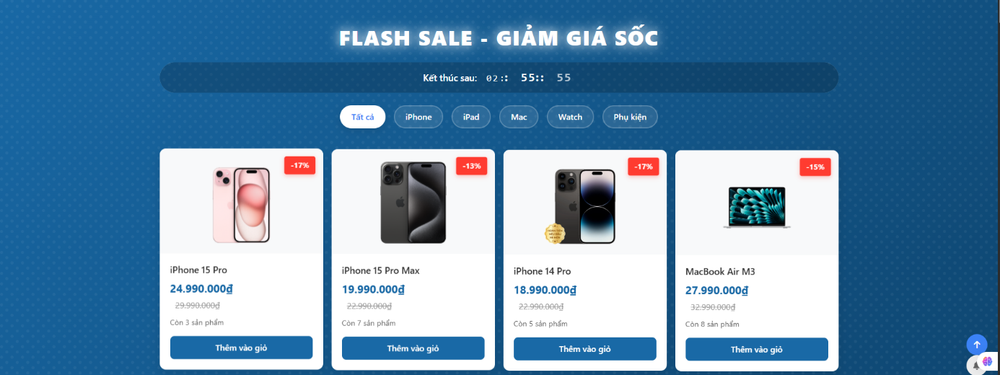 FLASH SALE - GIẢM GIÁ SỐC
Kết thúc sau: 02:: 55:: 55
Tất cả iPhone iPad Mac Watch Phụ kiện
-17%
iPhone 15 Pro
24.990.000₫
29.990.000₫
Còn 3 sản phẩm
Thêm vào giỏ
-13%
iPhone 15 Pro Max
19.990.000₫
22.990.000₫
Còn 7 sản phẩm
Thêm vào giỏ
-17%
iPhone 14 Pro
18.990.000₫
22.990.000₫
Còn 5 sản phẩm
Thêm vào giỏ
-15%
MacBook Air M3
27.990.000₫
32.990.000₫
Còn 8 sản phẩm
Thêm vào giỏ